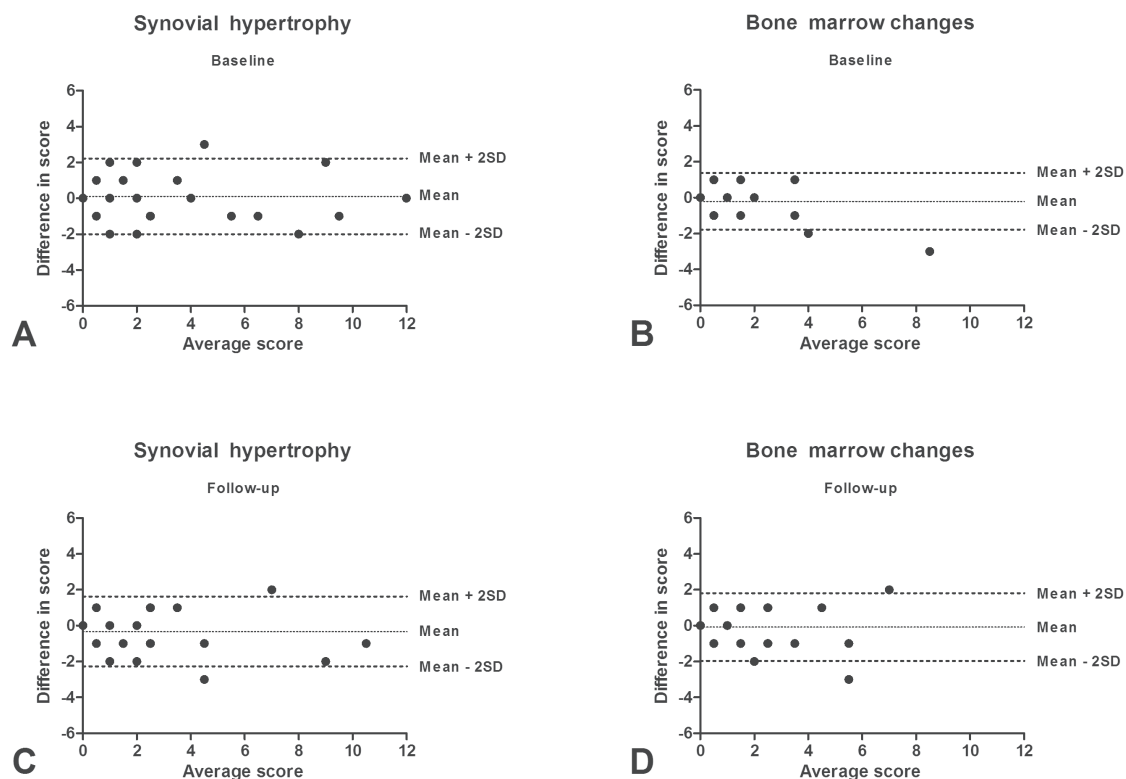 Synovial hypertrophy
Baseline
6
4
2
0
-2
-4
-6
Difference in score
Mean + 2SD
Mean
Mean - 2SD
0 2 4 6 8 10 12
Average score
A
Bone marrow changes
Baseline
6
4
2
0
-2
-4
-6
Difference in score
Mean + 2SD
Mean
Mean - 2SD
0 2 4 6 8 10 12
Average score
B
Synovial hypertrophy
Follow-up
6
4
2
0
-2
-4
-6
Difference in score
Mean + 2SD
Mean
Mean - 2SD
0 2 4 6 8 10 12
Average score
C
Bone marrow changes
Follow-up
6
4
2
0
-2
-4
-6
Difference in score
Mean + 2SD
Mean
Mean - 2SD
0 2 4 6 8 10 12
Average score
D